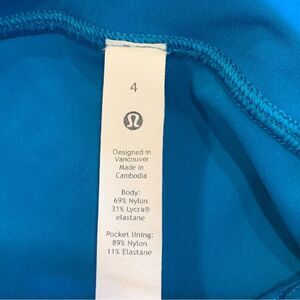 4
Designed in
Vancouver
Made in
Cambodia
Body:
69% Nylon
31% Lycra®
elastane
Pocket lining:
89% Nylon
11% Elastane